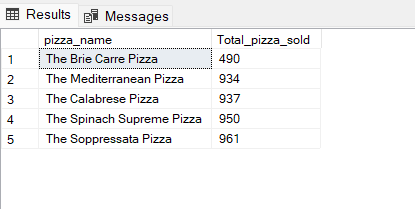 Results Messages
pizza_name Total_pizza_sold
1 The Brie Carre Pizza 490
2 The Mediterranean Pizza 934
3 The Calabrese Pizza 937
4 The Spinach Supreme Pizza 950
5 The Soppressata Pizza 961